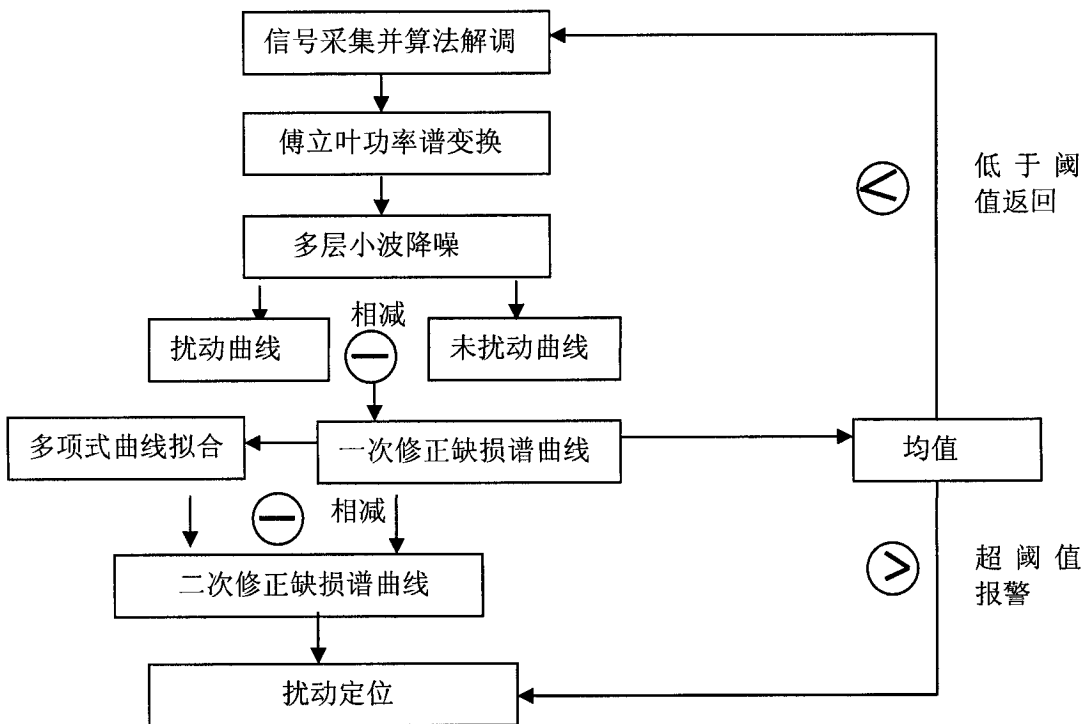 信号采集并算法解调
傅立叶功率谱变换
低于阈
值返回
多层小波降噪
相减
扰动曲线
未扰动曲线
多项式曲线拟合
一次修正缺损谱曲线
均值
相减
二次修正缺损谱曲线
超阈值
报警
扰动定位